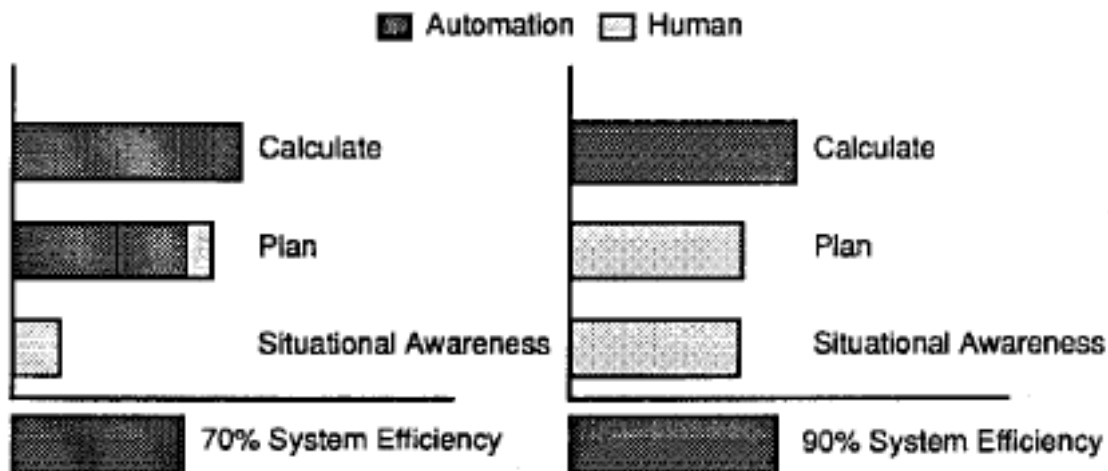 Automation Human
Calculate
Plan
Situational Awareness
70% System Efficiency
Calculate
Plan
Situational Awareness
90% System Efficiency